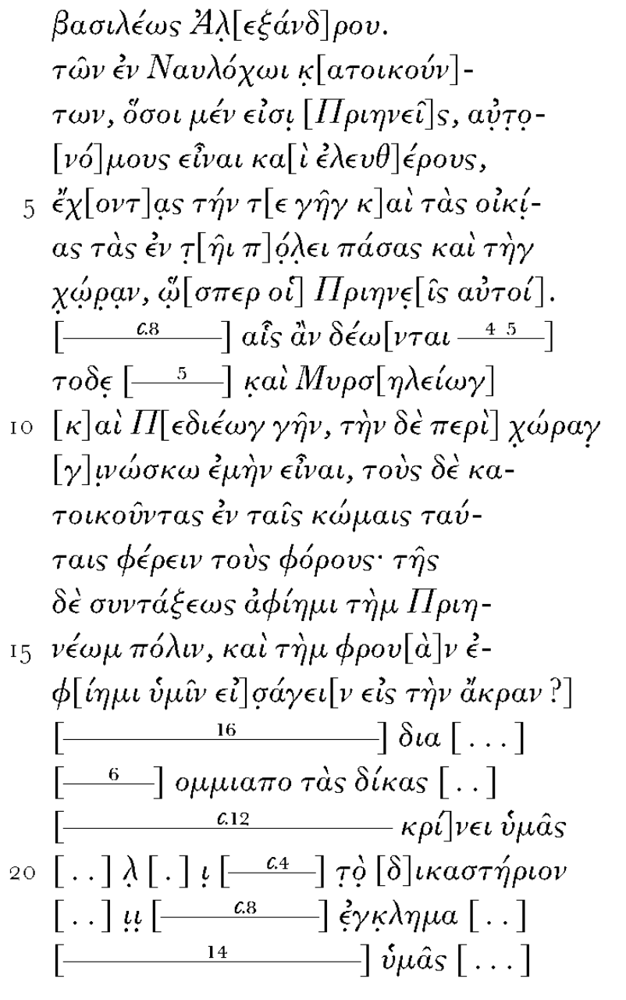 βασιλέως Ἀλ̣[εξάνδ]ρου.
τῶν ἐν Ναυλόχωι κ̣[ατοικούν]-
των, ὅσοι μέν εἰσι̣ [Πριηνεῖ]ς, αὐ̣τ̣ο̣-
[νό]μους εἶναι κα[ὶ ἐλευθ]έρους,
5 ἔχ[οντ]α̣ς τήν τ[ε γῆγ κ]αὶ τὰς οἰκί̣-
ας τὰς ἐν τ̣[ῆι π]ό̣λ̣ει πάσας καὶ τὴγ
χ̣ώ̣ρ̣α̣ν, ὥ̣[σπερ οἱ] Πριηνε̣[ῖς αὐτοί].
[—c.8—] αἷς ἂν δέω[νται —4 5—]
τοδε̣ [—5—] κ̣αὶ Μυρσ[ηλείωγ]
10 [κ]αὶ Π[εδιέωγ γῆν, τὴν δὲ περὶ] χ̣ώραγ̣
[γ]ι̣νώσκω ἐμὴν εἶναι, τοὺς δὲ κα-
τοικοῦντας ἐν ταῖς κώμαις ταύ-
ταις φέρειν τοὺς φόρους· τῆς
δὲ συντάξεως ἀφίημι τὴμ Πριη-
15 νέωμ πόλιν, καὶ τὴμ φρου[ὰ]ν ἐ-
φ[ίημι ὑμῖν εἰ]σ̣άγει[ν εἰς τὴν ἄκραν ?]
[—16—] δια [ . . . ]
[—6—] ομμιαπο τὰς δίκας [ . . ]
[—c.12— κρί]νει ὑμᾶς
20 [ . . ] λ̣ [ . ] ι̣ [—c.4—] τ̣ὸ̣ [δ]ικαστήριον
[ . . ] ι̣ι̣ [—c.8—] ἐ̣γκ̣λημα [ . . ]
[—14—] ὑμᾶς [ . . . ]